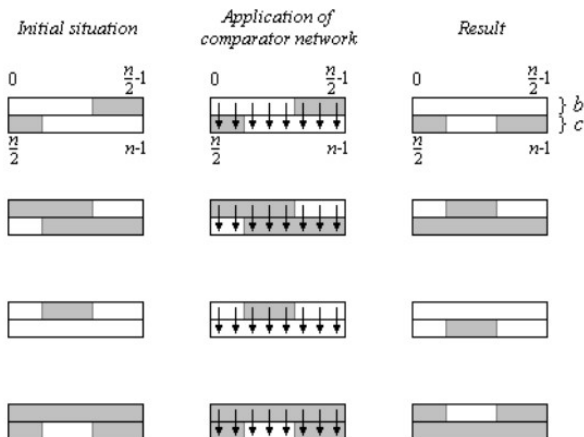 Initial situation
Application of
comparator network
Result
0 n/2-1
0 n/2-1
0 n/2-1
} b
} c
n/2 n-1
n/2 n-1
n/2 n-1